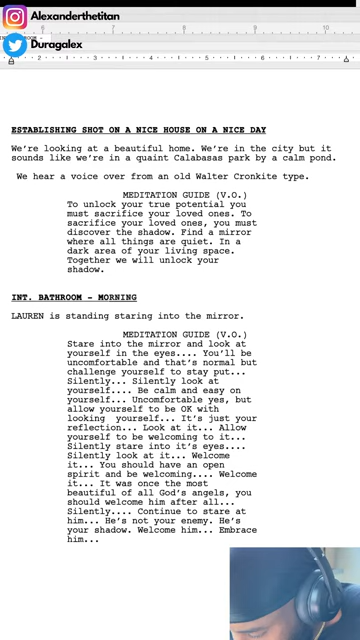 Alexanderthetitan
Duragalex
6 7 8 9 10
2 3 4 5 6 7
ESTABLISHING SHOT ON A NICE HOUSE ON A NICE DAY
We're looking at a beautiful home. We're in the city but it
sounds like we're in a quaint Calabasas park by a calm pond.
We hear a voice over from an old Walter Cronkite type.
MEDITATION GUIDE (V.O.)
To unlock your true potential you
must sacrifice your loved ones. To
sacrifice your loved ones, you must
discover the shadow. Find a mirror
where all things are quiet. In a
dark area of your living space.
Together we will unlock your
shadow.
INT. BATHROOM - MORNING
LAUREN is standing staring into the mirror.
MEDITATION GUIDE (V.O.)
Stare into the mirror and look at
yourself in the eyes.... You'll be
uncomfortable and that's normal but
challenge yourself to stay put...
Silently... Silently look at
yourself.... Be calm and easy on
yourself... Uncomfortable yes, but
allow yourself to be OK with
looking yourself... It's just your
reflection... Look at it... Allow
yourself to be welcoming to it...
Silently stare into it's eyes....
Silently look at it... Welcome
it... You should have an open
spirit and be welcoming.... Welcome
it... It was once the most
beautiful of all God's angels, you
should welcome him after all...
Silently.... Continue to stare at
him... He's not your enemy. He's
your shadow. Welcome him... Embrace
him...